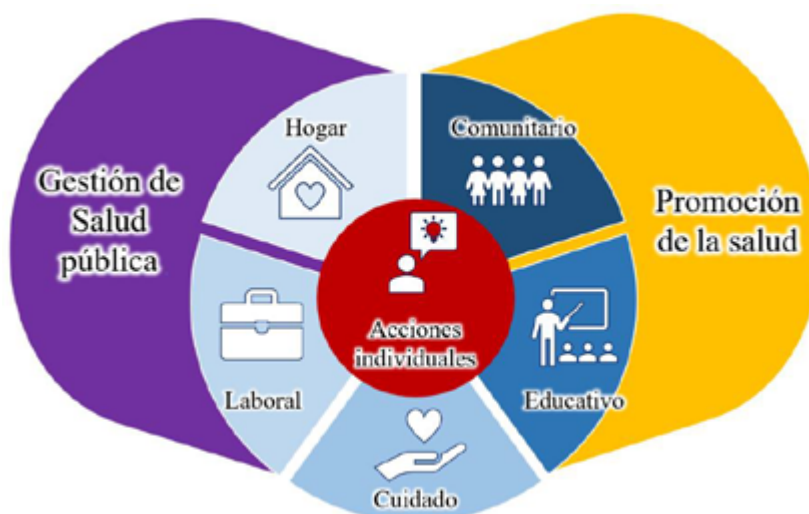 Gestión de
Salud
pública
Hogar
Comunitario
Promoción
de la salud
Acciones
individuales
Laboral
Educativo
Cuidado